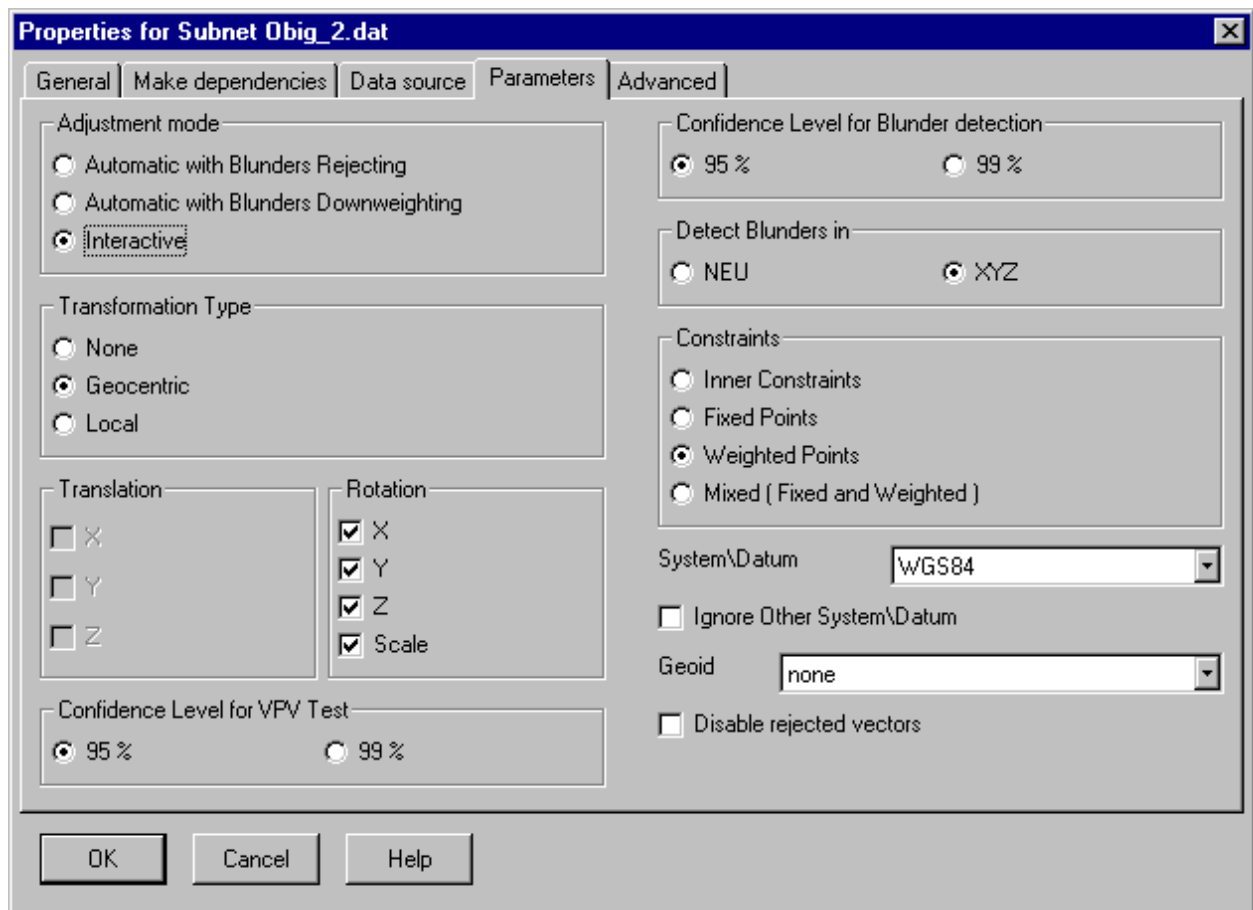 Properties for Subnet Obig_2.dat
General Make dependencies Data source Parameters Advanced
Adjustment mode
Automatic with Blunders Rejecting
Automatic with Blunders Downweighting
Interactive
Transformation Type
None
Geocentric
Local
Translation
X
Y
Z
Rotation
X
Y
Z
Scale
Confidence Level for VPV Test
95 % 99 %
Confidence Level for Blunder detection
95 % 99 %
Detect Blunders in
NEU XYZ
Constraints
Inner Constraints
Fixed Points
Weighted Points
Mixed ( Fixed and Weighted )
System\Datum WGS84
Ignore Other System\Datum
Geoid none
Disable rejected vectors
OK Cancel Help